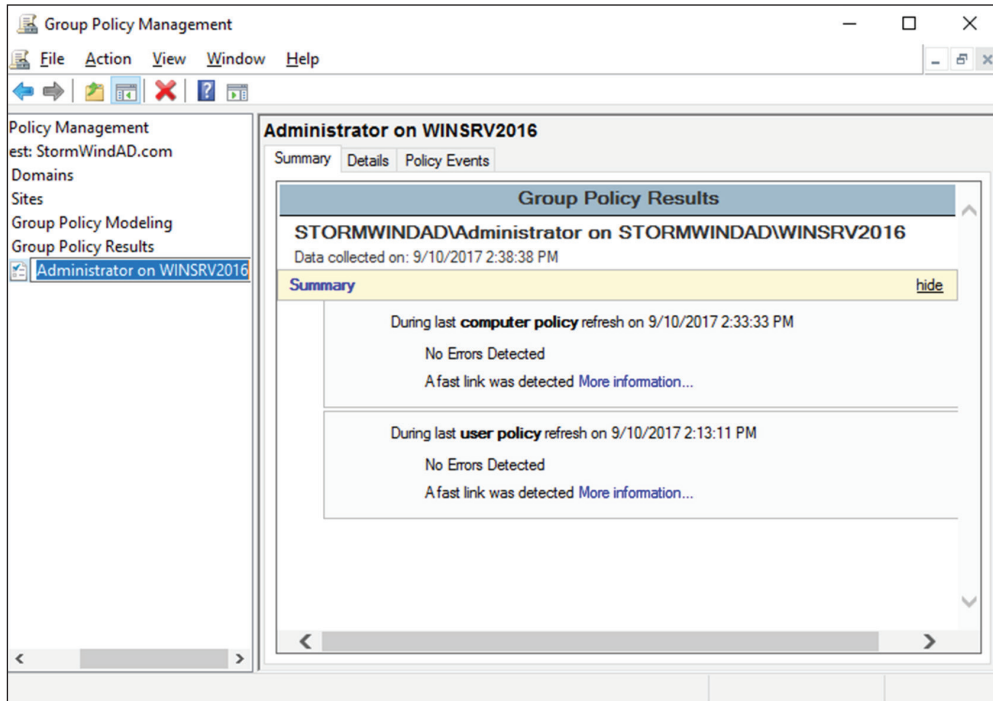 Group Policy Management
File Action View Window Help
Policy Management
est: StormWindAD.com
Domains
Sites
Group Policy Modeling
Group Policy Results
Administrator on WINSRV2016
Administrator on WINSRV2016
Summary Details Policy Events
Group Policy Results
STORMWINDAD\Administrator on STORMWINDAD\WINSRV2016
Data collected on: 9/10/2017 2:38:38 PM
Summary hide
During last computer policy refresh on 9/10/2017 2:33:33 PM
No Errors Detected
A fast link was detected More information...
During last user policy refresh on 9/10/2017 2:13:11 PM
No Errors Detected
A fast link was detected More information...